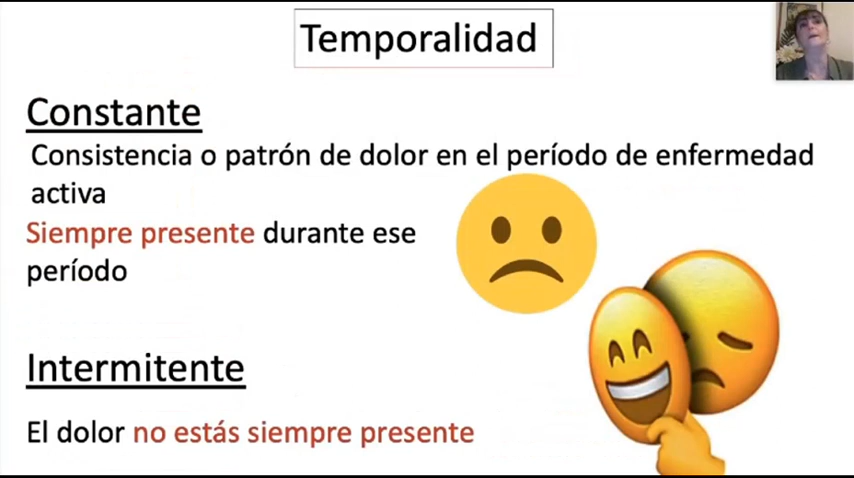 Temporalidad
Constante
Consistencia o patrón de dolor en el período de enfermedad
activa
Siempre presente durante ese
período
Intermitente
El dolor no estás siempre presente